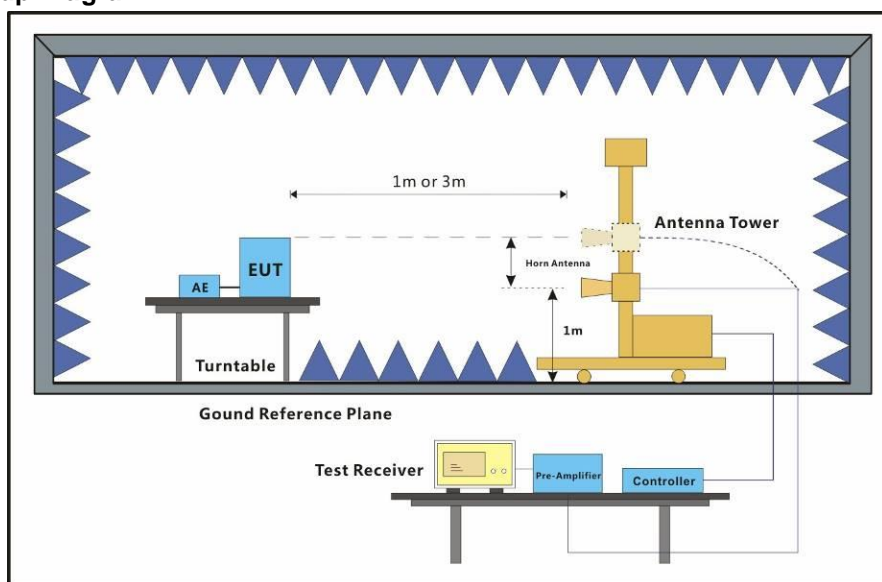 1m or 3m
Antenna Tower
EUT
Horn Antenna
AE
1m
Turntable
Gound Reference Plane
Test Receiver
Pre-Amplifier
Controller